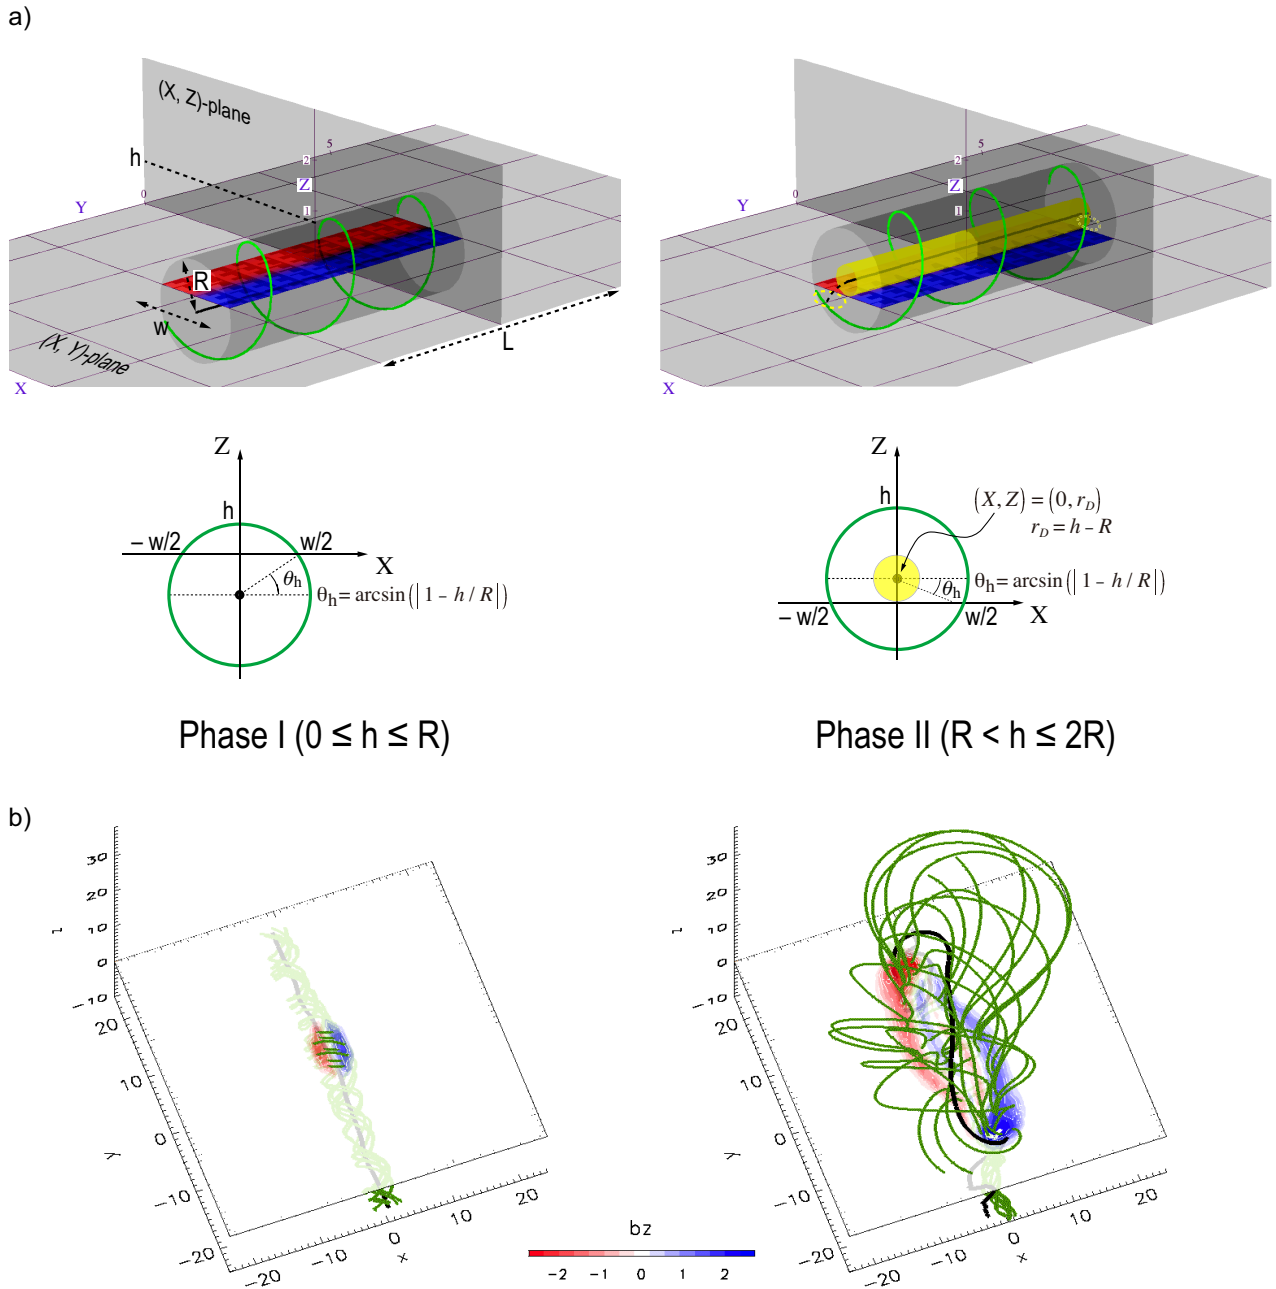 a)
(X, Z)-plane
h
5
2
Z
1
0
Y
R
w
L
(X, Y)-plane
X
5
2
Z
1
0
Y
X
Z
h
– w/2
w/2
X
θh
θh = arcsin(|1 – h / R|)
Z
h
(X, Z) = (0, rD)
rD = h – R
θh = arcsin(|1 – h / R|)
θh
– w/2
w/2
X
Phase I (0 ≤ h ≤ R)
Phase II (R < h ≤ 2R)
b)
30
20
10
0
−10
z
20
10
0
−10
−20
y
−20
−10
0
10
20
x
30
20
10
0
−10
z
20
10
0
−10
−20
y
−20
−10
0
10
20
x
bz
−2 −1 0 1 2